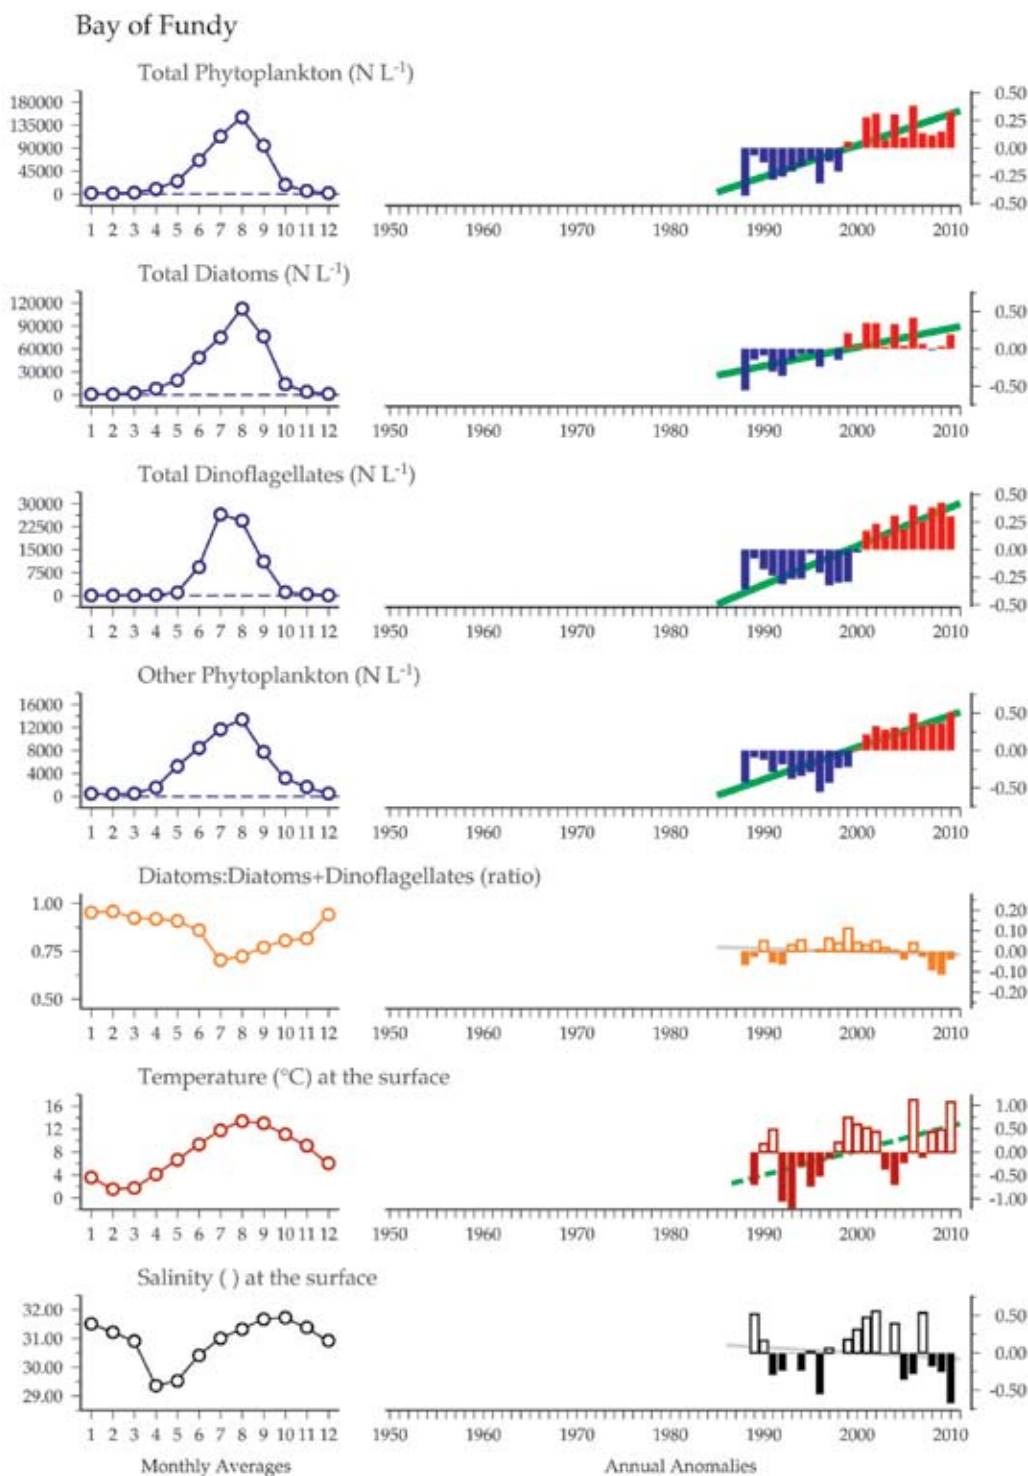 Bay of Fundy
Total Phytoplankton (N L⁻¹)
180000
135000
90000
45000
0
0.50
0.25
0.00
-0.25
-0.50
1 2 3 4 5 6 7 8 9 10 11 12
1950 1960 1970 1980 1990 2000 2010
Total Diatoms (N L⁻¹)
120000
90000
60000
30000
0
0.50
0.00
-0.50
1 2 3 4 5 6 7 8 9 10 11 12
1950 1960 1970 1980 1990 2000 2010
Total Dinoflagellates (N L⁻¹)
30000
22500
15000
7500
0
0.50
0.25
0.00
-0.25
-0.50
1 2 3 4 5 6 7 8 9 10 11 12
1950 1960 1970 1980 1990 2000 2010
Other Phytoplankton (N L⁻¹)
16000
12000
8000
4000
0
0.50
0.00
-0.50
1 2 3 4 5 6 7 8 9 10 11 12
1950 1960 1970 1980 1990 2000 2010
Diatoms:Diatoms+Dinoflagellates (ratio)
1.00
0.75
0.50
0.20
0.10
0.00
-0.10
-0.20
1 2 3 4 5 6 7 8 9 10 11 12
1950 1960 1970 1980 1990 2000 2010
Temperature (°C) at the surface
16
12
8
4
0
1.00
0.50
0.00
-0.50
-1.00
1 2 3 4 5 6 7 8 9 10 11 12
1950 1960 1970 1980 1990 2000 2010
Salinity ( ) at the surface
32.00
31.00
30.00
29.00
0.50
0.00
-0.50
1 2 3 4 5 6 7 8 9 10 11 12
1950 1960 1970 1980 1990 2000 2010
Monthly Averages
Annual Anomalies